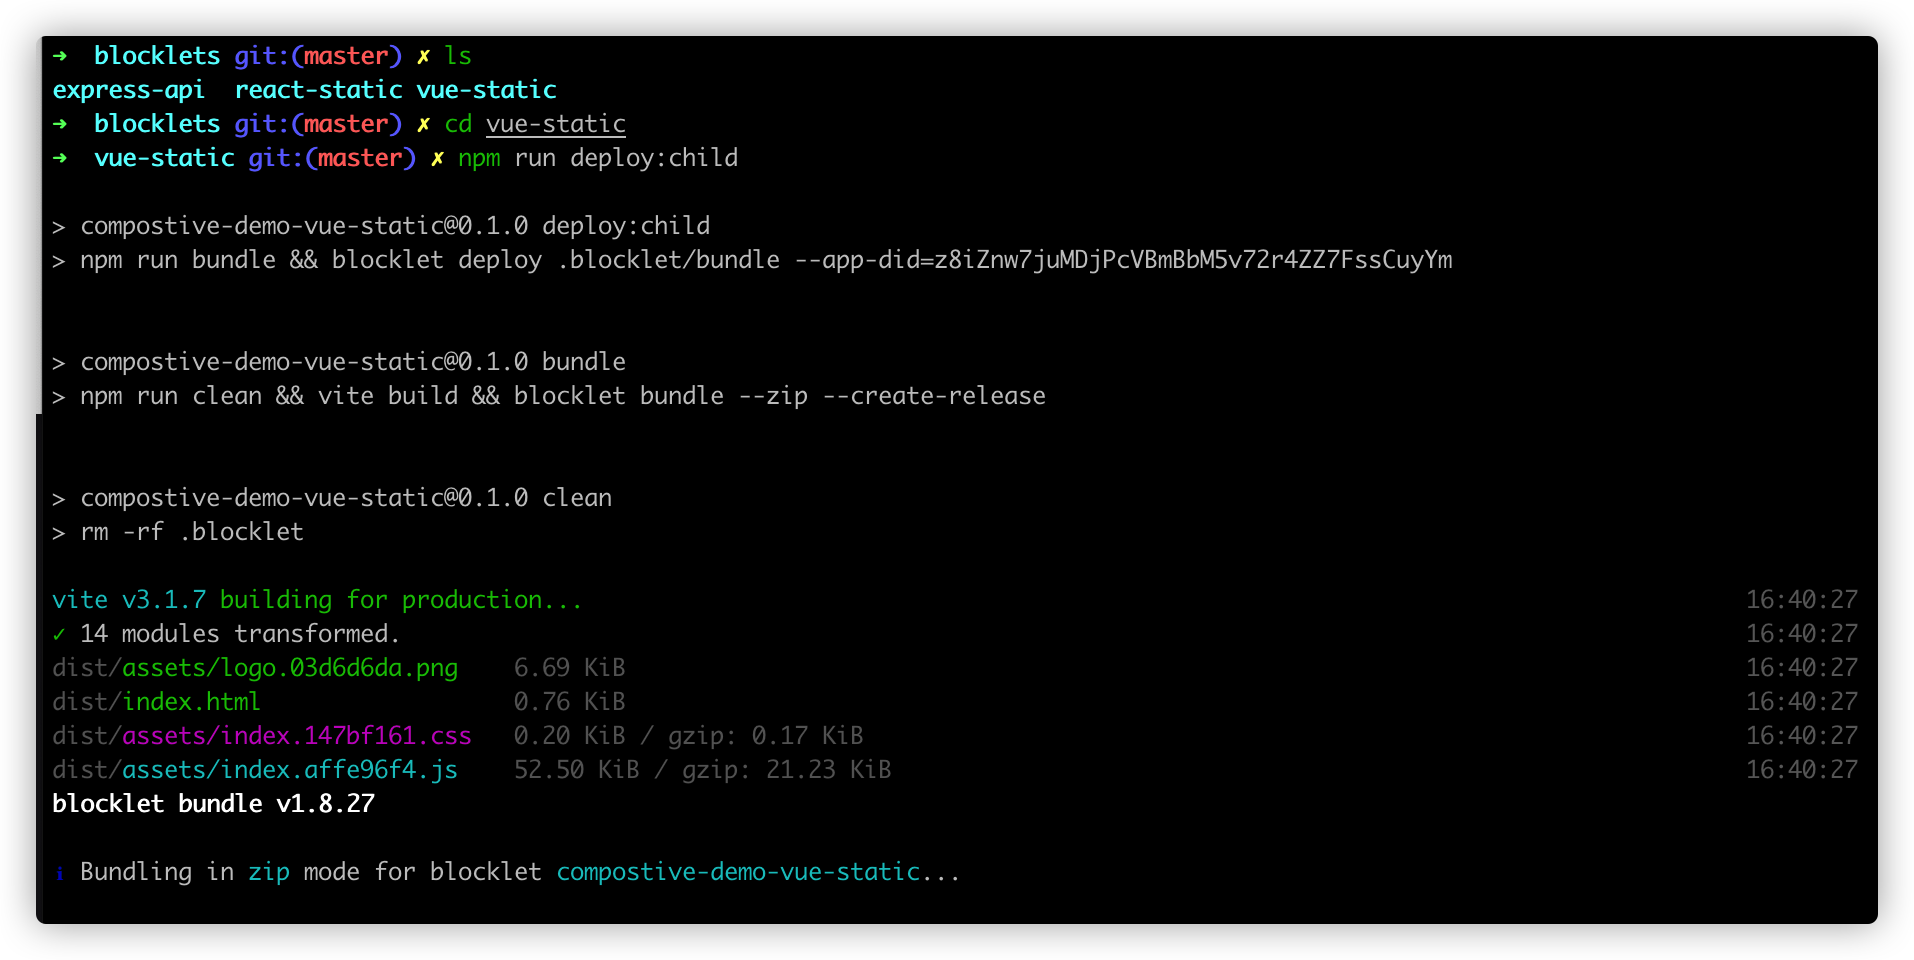 ➜  blocklets git:(master) ✗ ls
express-api  react-static vue-static
➜  blocklets git:(master) ✗ cd vue-static
➜  vue-static git:(master) ✗ npm run deploy:child
> compostive-demo-vue-static@0.1.0 deploy:child
> npm run bundle && blocklet deploy .blocklet/bundle --app-did=z8iZnw7juMDjPcVBmBbM5v72r4ZZ7FssCuyYm
> compostive-demo-vue-static@0.1.0 bundle
> npm run clean && vite build && blocklet bundle --zip --create-release
> compostive-demo-vue-static@0.1.0 clean
> rm -rf .blocklet
vite v3.1.7 building for production... 16:40:27
✓ 14 modules transformed. 16:40:27
dist/assets/logo.03d6d6da.png    6.69 KiB 16:40:27
dist/index.html                  0.76 KiB 16:40:27
dist/assets/index.147bf161.css   0.20 KiB / gzip: 0.17 KiB 16:40:27
dist/assets/index.affe96f4.js    52.50 KiB / gzip: 21.23 KiB 16:40:27
blocklet bundle v1.8.27
ℹ Bundling in zip mode for blocklet compostive-demo-vue-static...